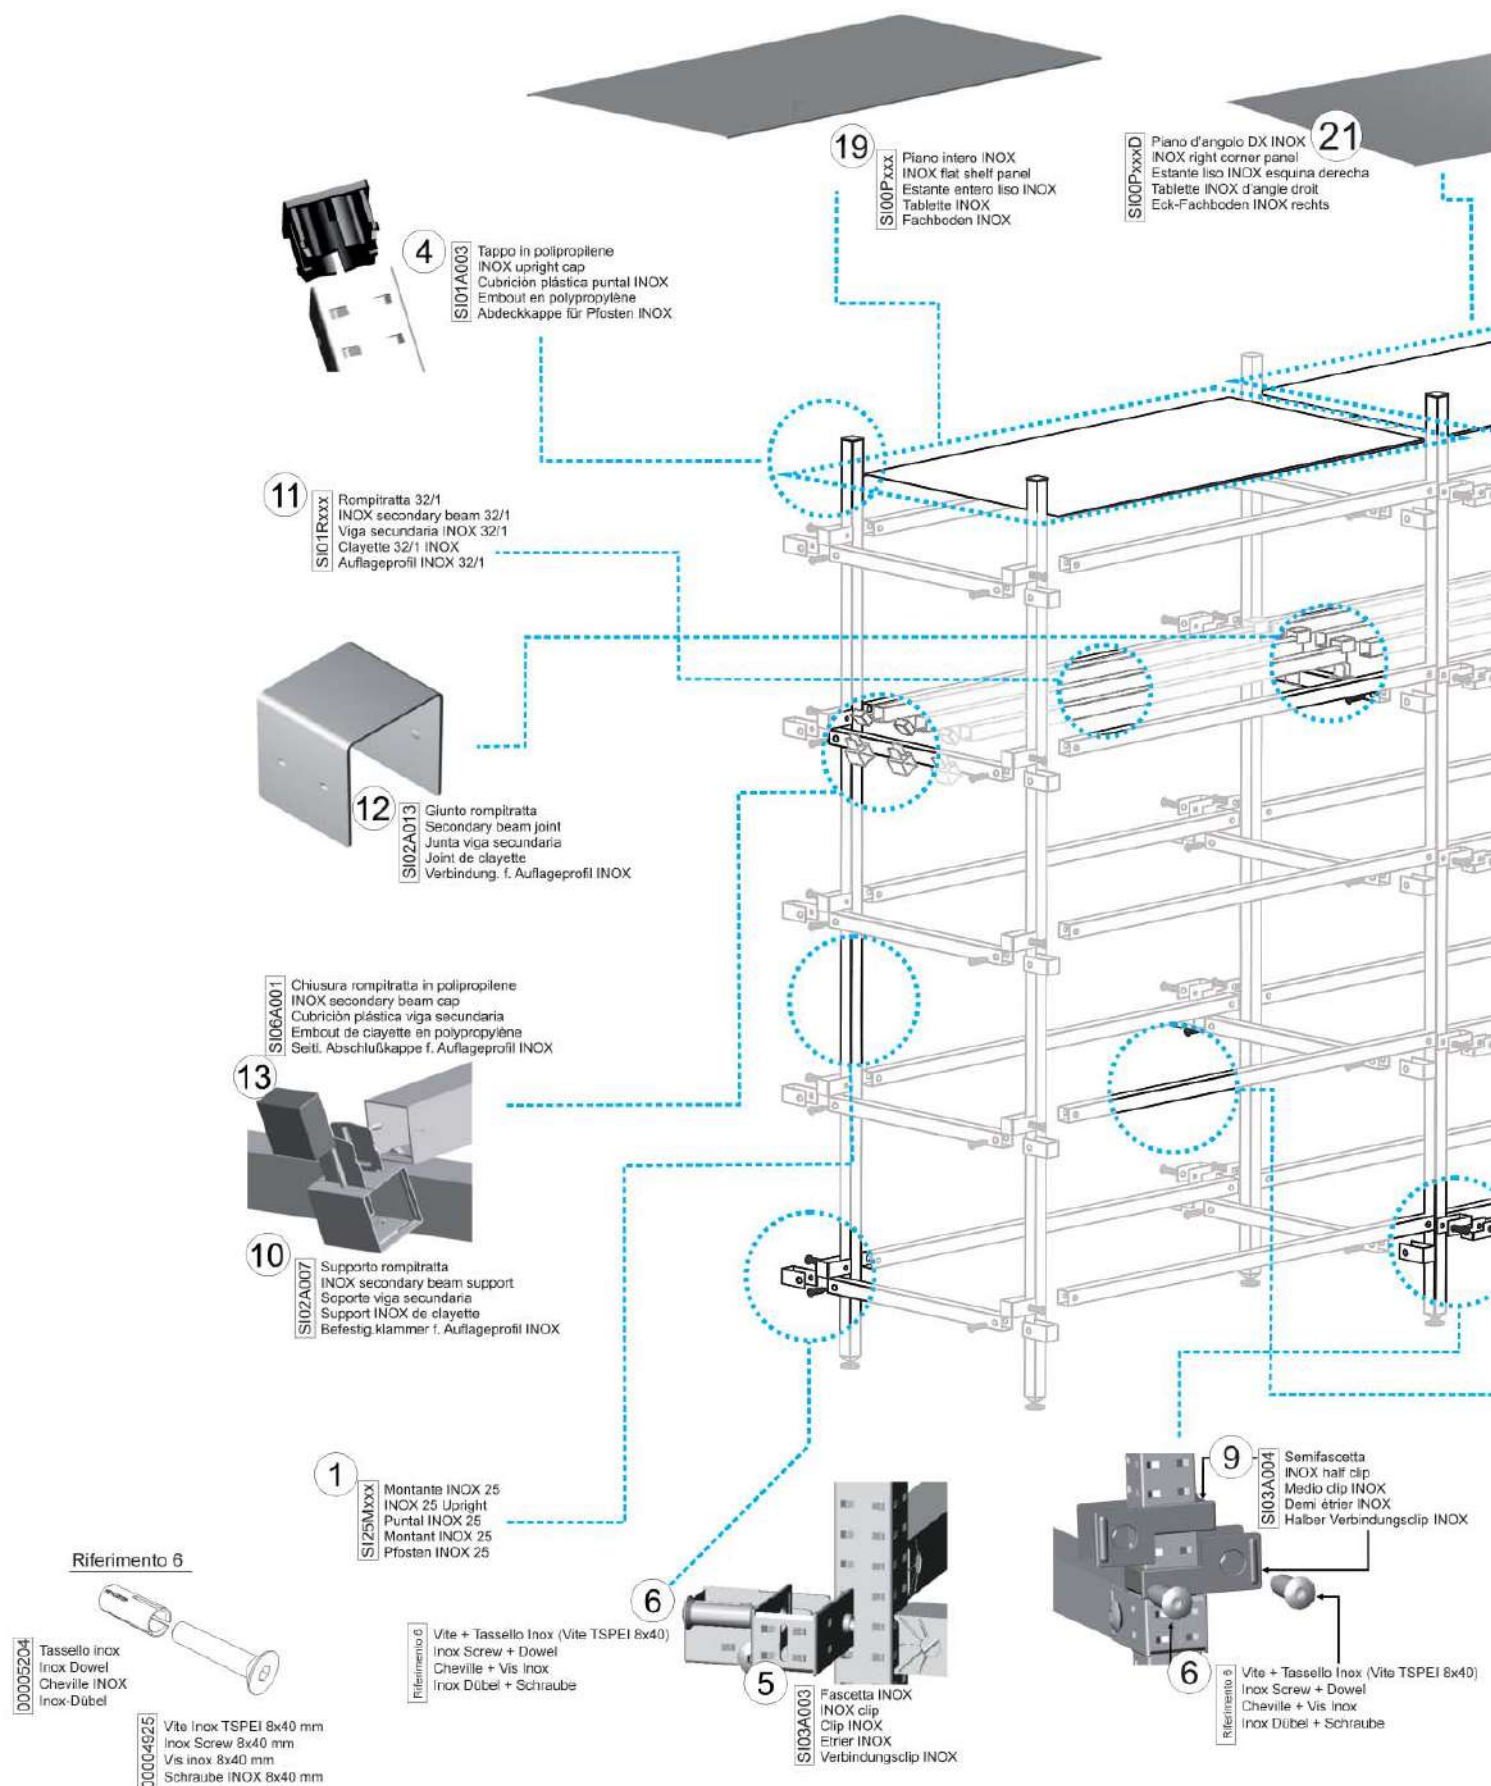 19
SI00Pxxx
Piano intero INOX
INOX flat shelf panel
Estante entero liso INOX
Tablette INOX
Fachboden INOX
21
SI00PxxxD
Piano d'angolo DX INOX
INOX right corner panel
Estante liso INOX esquina derecha
Tablette INOX d'angle droit
Eck-Fachboden INOX rechts
4
SI01A003
Tappo in polipropilene
INOX upright cap
Cubrición plástica puntal INOX
Embout en polypropylène
Abdeckkappe für Pfosten INOX
11
SI01Rxxx
Rompitratta 32/1
INOX secondary beam 32/1
Viga secundaria INOX 32/1
Clayette 32/1 INOX
Auflageprofil INOX 32/1
12
SI02A013
Giunto rompitratta
Secondary beam joint
Junta viga secundaria
Joint de clayette
Verbindung. f. Auflageprofil INOX
SI06A001
Chiusura rompitratta in polipropilene
INOX secondary beam cap
Cubrición plástica viga secundaria
Embout de clayette en polypropylène
Seitl. Abschlußkappe f. Auflageprofil INOX
13
10
SI02A007
Supporto rompitratta
INOX secondary beam support
Soporte viga secundaria
Support INOX de clayette
Befestig.klammer f. Auflageprofil INOX
1
SI25Mxxx
Montante INOX 25
INOX 25 Upright
Puntal INOX 25
Montant INOX 25
Pfosten INOX 25
9
SI03A004
Semifascetta
INOX half clip
Medio clip INOX
Demi étrier INOX
Halber Verbindungsclip INOX
Riferimento 6
00005204
Tassello inox
Inox Dowel
Cheville INOX
Inox-Dübel
00004925
Vite Inox TSPEI 8x40 mm
Inox Screw 8x40 mm
Vis inox 8x40 mm
Schraube INOX 8x40 mm
6
Riferimento 6
Vite + Tassello Inox (Vite TSPEI 8x40)
Inox Screw + Dowel
Cheville + Vis Inox
Inox Dübel + Schraube
5
SI03A003
Fascetta INOX
INOX clip
Clip INOX
Etrier INOX
Verbindungsclip INOX
6
Riferimento 6
Vite + Tassello Inox (Vite TSPEI 8x40)
Inox Screw + Dowel
Cheville + Vis Inox
Inox Dübel + Schraube